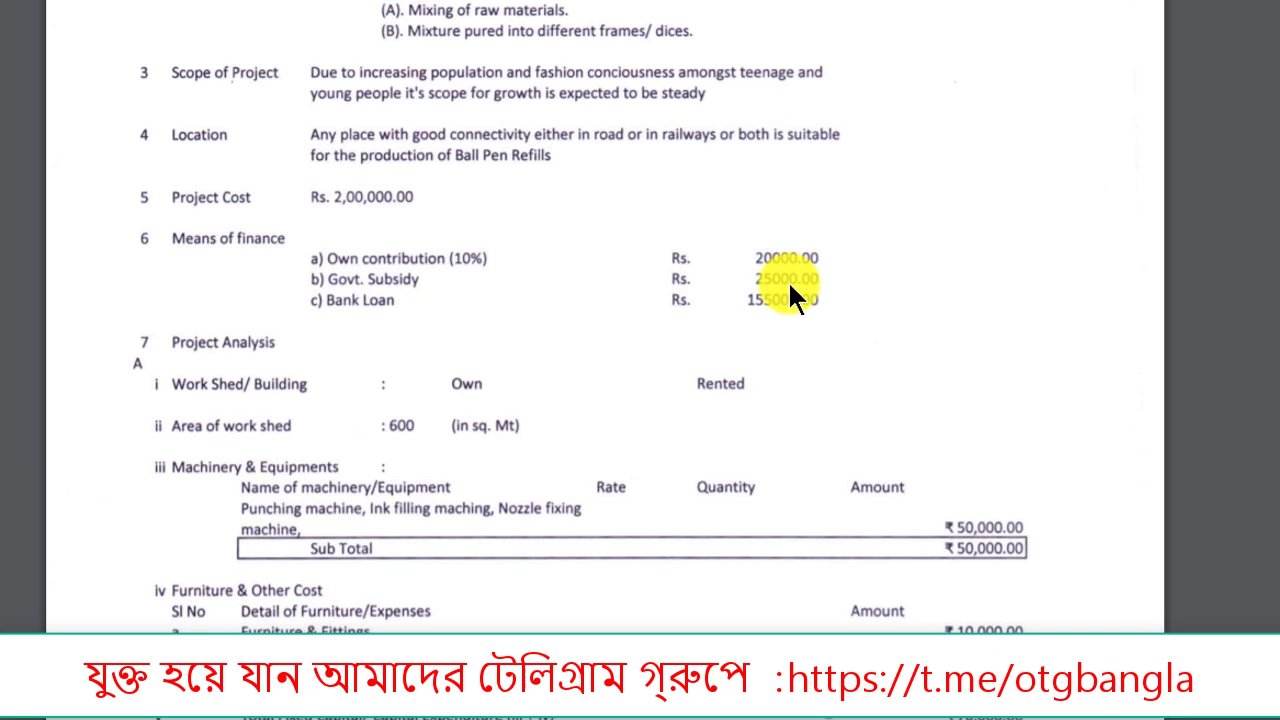 (A). Mixing of raw materials.
(B). Mixture pured into different frames/ dices.
3 Scope of Project Due to increasing population and fashion conciousness amongst teenage and
young people it's scope for growth is expected to be steady
4 Location Any place with good connectivity either in road or in railways or both is suitable
for the production of Ball Pen Refills
5 Project Cost Rs. 2,00,000.00
6 Means of finance
a) Own contribution (10%) Rs. 20000.00
b) Govt. Subsidy Rs. 25000.00
c) Bank Loan Rs.
7 Project Analysis
A
i Work Shed/ Building : Own Rented
ii Area of work shed : 600 (in sq. Mt)
iii Machinery & Equipments :
Name of machinery/Equipment Rate Quantity Amount
Punching machine, Ink filling maching, Nozzle fixing
machine, ₹ 50,000.00
Sub Total ₹ 50,000.00
iv Furniture & Other Cost
Sl No Detail of Furniture/Expenses Amount
a Furniture & Fittings ₹ 10,000.00
যুক্ত হয়ে যান আমাদের টেলিগ্রাম গ্রুপে :https://t.me/otgbangla